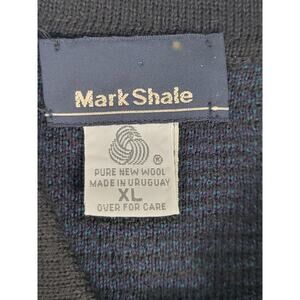 Mark Shale
®
PURE NEW WOOL
MADE IN URUGUAY
XL
OVER FOR CARE